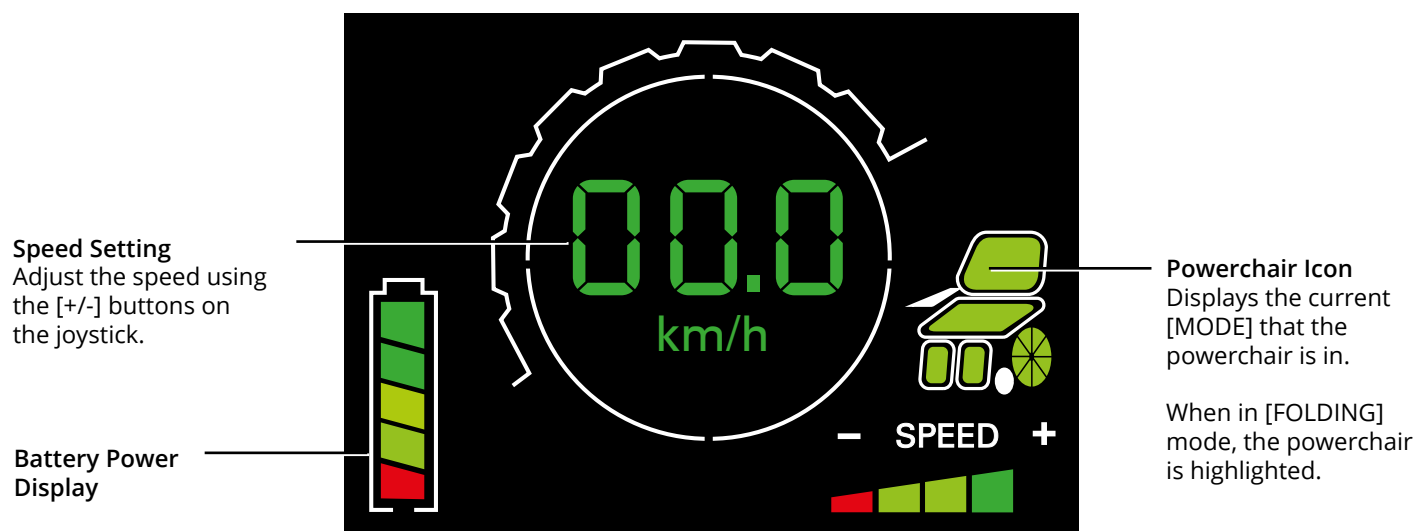 Speed Setting
Adjust the speed using
the [+/-] buttons on
the joystick.
Battery Power
Display
00.0
km/h
- SPEED +
Powerchair Icon
Displays the current
[MODE] that the
powerchair is in.
When in [FOLDING]
mode, the powerchair
is highlighted.